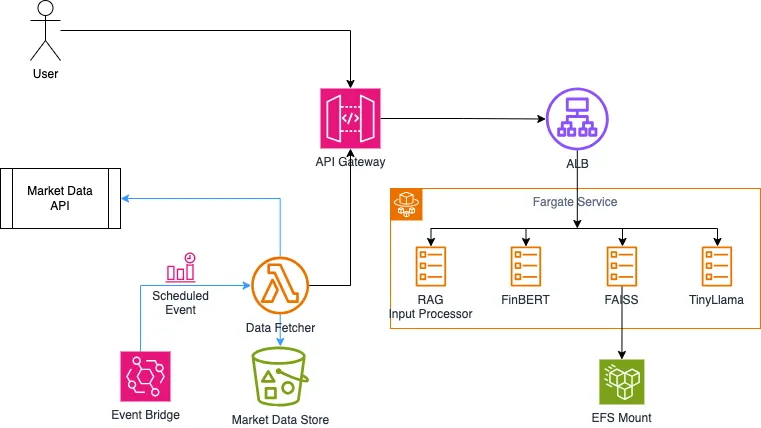 User
API Gateway
ALB
Market Data
API
Fargate Service
Scheduled
Event
RAG
Input Processor
FinBERT
FAISS
TinyLlama
Data Fetcher
Event Bridge
Market Data Store
EFS Mount